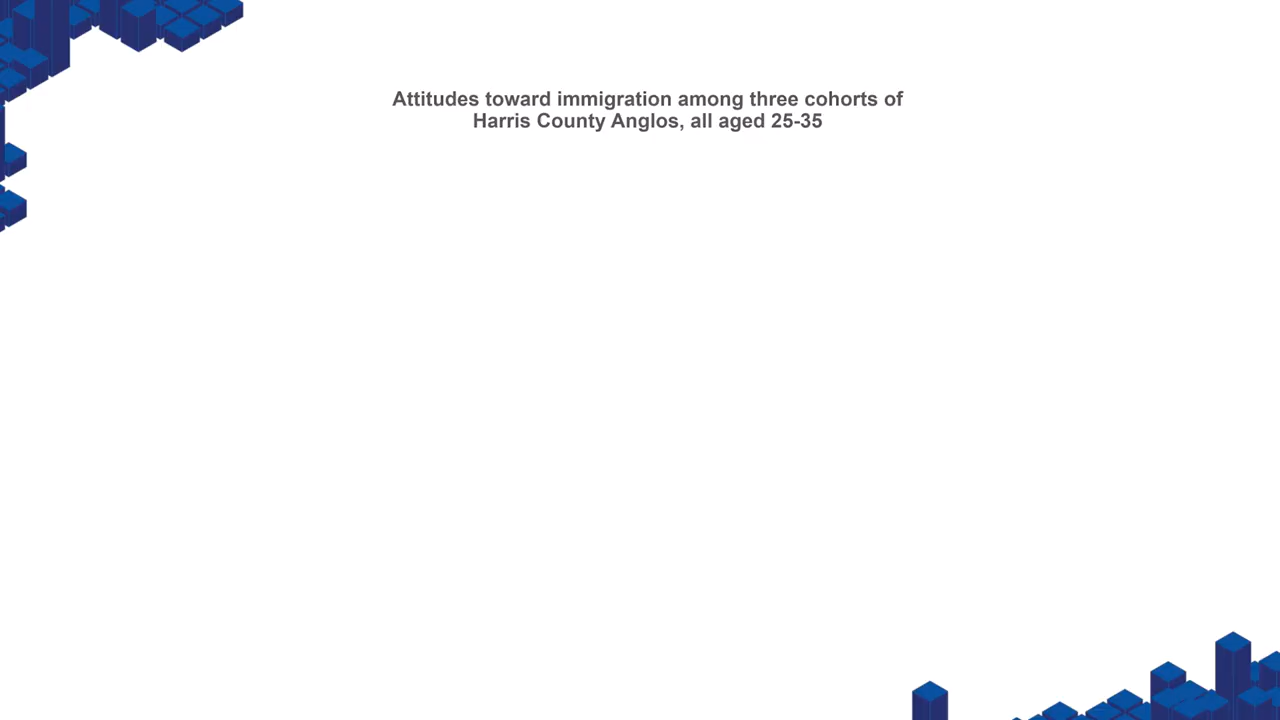 Attitudes toward immigration among three cohorts of
Harris County Anglos, all aged 25-35